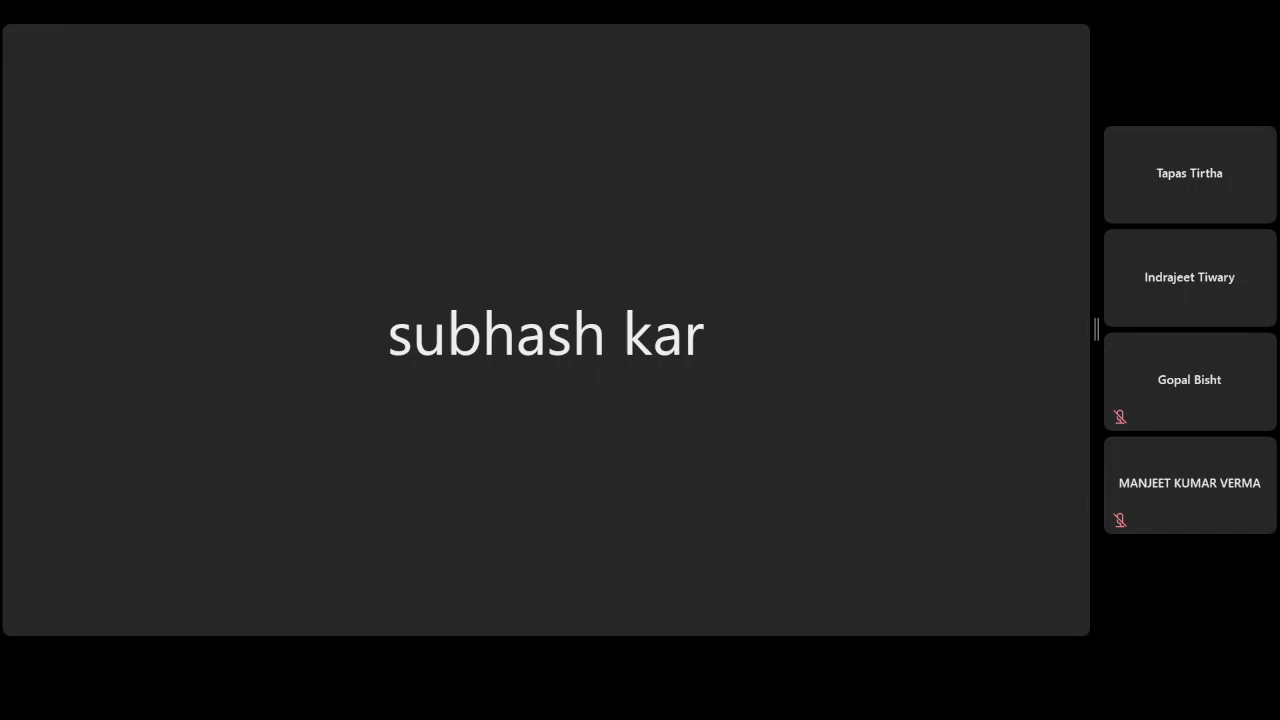 subhash kar
Tapas Tirtha
Indrajeet Tiwary
Gopal Bisht
MANJEET KUMAR VERMA